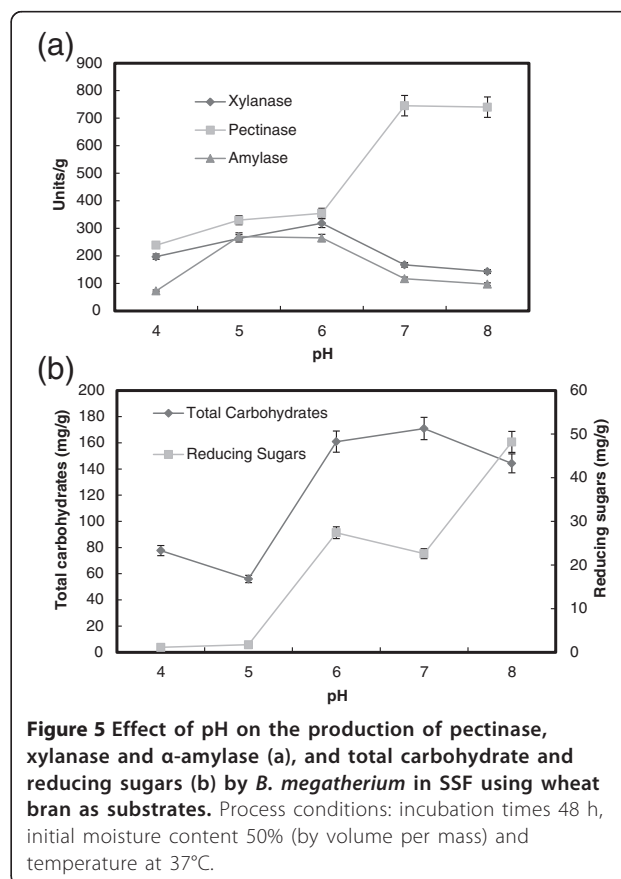 (a)
900
800
700
600
500
400
300
200
100
0
Units/g
Xylanase
Pectinase
Amylase
4 5 6 7 8
pH
(b)
200
180
160
140
120
100
80
60
40
20
0
Total carbohydrates (mg/g)
Total Carbohydrates
Reducing Sugars
60
50
40
30
20
10
0
Reducing sugars (mg/g)
4 5 6 7 8
pH
Figure 5 Effect of pH on the production of pectinase,
xylanase and α-amylase (a), and total carbohydrate and
reducing sugars (b) by B. megatherium in SSF using wheat
bran as substrates. Process conditions: incubation times 48 h,
initial moisture content 50% (by volume per mass) and
temperature at 37°C.